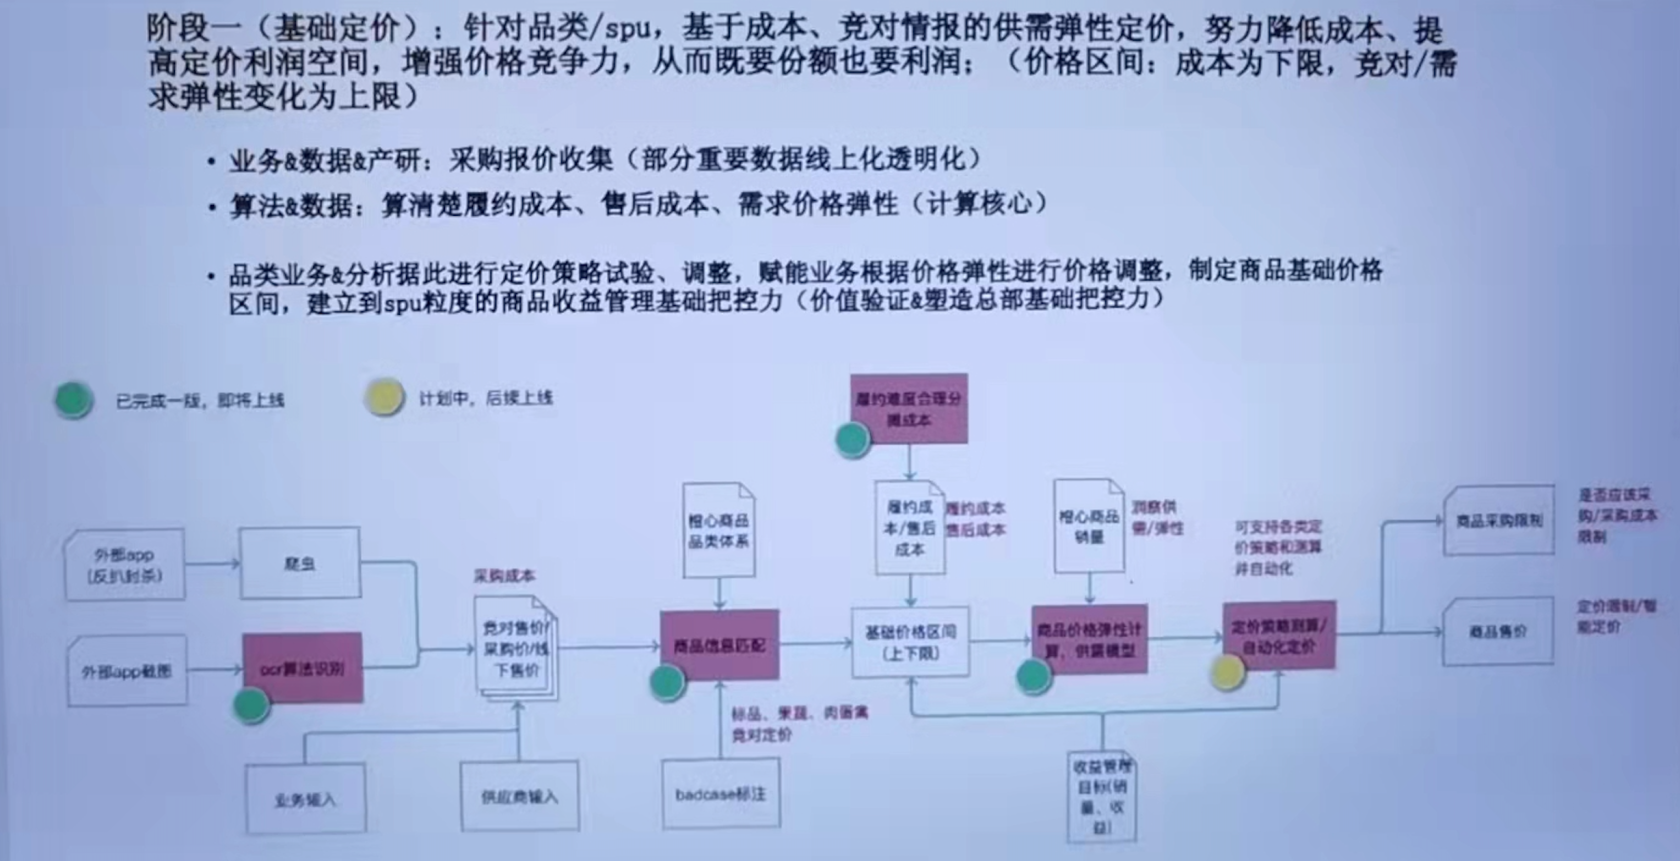 阶段一（基础定价）：针对品类/spu，基于成本、竞对情报的供需弹性定价，努力降低成本、提
高定价利润空间，增强价格竞争力，从而既要份额也要利润；（价格区间：成本为下限，竞对/需
求弹性变化为上限）
• 业务&数据&产研：采购报价收集（部分重要数据线上化透明化）
• 算法&数据：算清楚履约成本、售后成本、需求价格弹性（计算核心）
• 品类业务&分析据此进行定价策略试验、调整，赋能业务根据价格弹性进行价格调整，制定商品基础价格
区间，建立到spu粒度的商品收益管理基础把控力（价值验证&塑造总部基础把控力）
已完成一版，即将上线
计划中，后续上线
履约难度合理分
摊成本
橙心商品
品类体系
履约成
本/售后
成本
履约成本
售后成本
橙心商品
销量
洞察供
需/弹性
可支持各类定
价策略和测算
并自动化
商品采购限制
是否应该采
购/采购成本
限制
外部app
(反扒封杀)
爬虫
采购成本
竞对售价/
采购价/线
下售价
外部app截图
ocr算法识别
商品信息匹配
基础价格区间
(上下限)
商品价格弹性计
算，供需模型
定价策略测算/
自动化定价
商品售价
定价限制/智
能定价
标品、果蔬、肉蛋禽
竞对定价
业务输入
供应商输入
badcase标注
收益管理
目标(销
量、收
益)